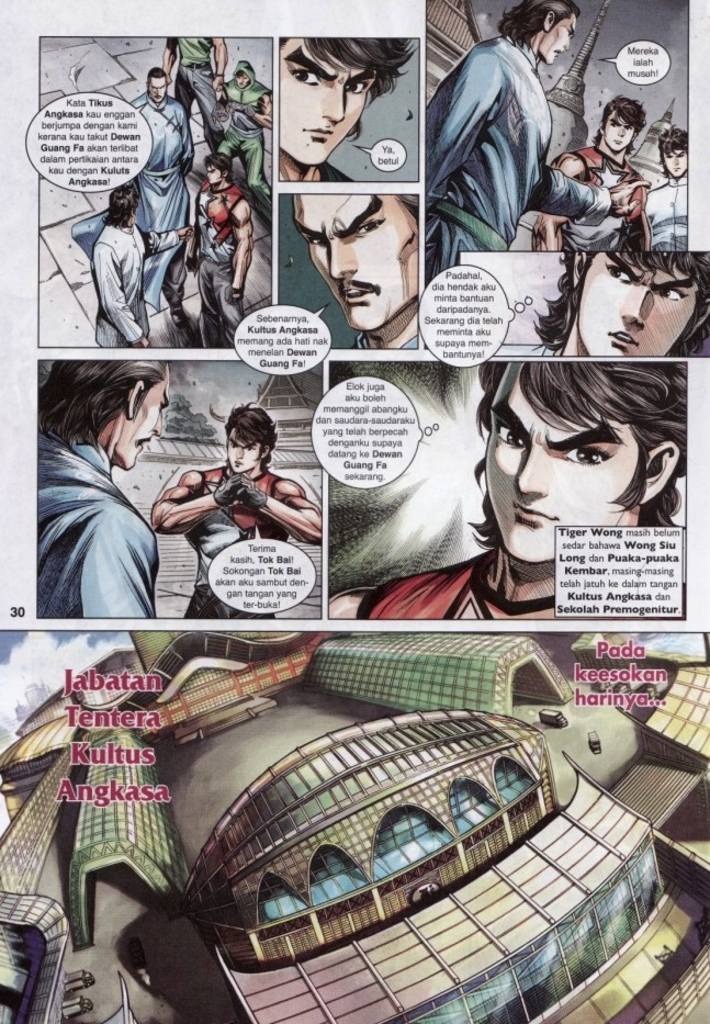 Kata Tikus
Angkasa kau enggan
berjumpa dengan kami
kerana kau takut Dewan
Guang Fa akan terlibat
dalam pertikaian antara
kau dengan Kuluts
Angkasa!
Ya,
betul
Mereka
ialah
musuh!
Sebenarnya,
Kultus Angkasa
memang ada hati nak
menelan Dewan
Guang Fa!
Padahal,
dia hendak aku
minta bantuan
daripadanya.
Sekarang dia telah
meminta aku
supaya mem-
bantunya!
Terima
kasih, Tok Bai!
Sokongan Tok Bai
akan aku sambut den-
gan tangan yang
ter-buka!
Elok juga
aku boleh
memanggil abangku
dan saudara-saudaraku
yang telah berpecah
denganku supaya
datang ke Dewan
Guang Fa
sekarang.
Tiger Wong masih belum
sedar bahawa Wong Siu
Long dan Puaka-puaka
Kembar, masing-masing
telah jatuh ke dalam tangan
Kultus Angkasa dan
Sekolah Premogenitur.
30
Jabatan
Tentera
Kultus
Angkasa
Pada
keesokan
harinya...